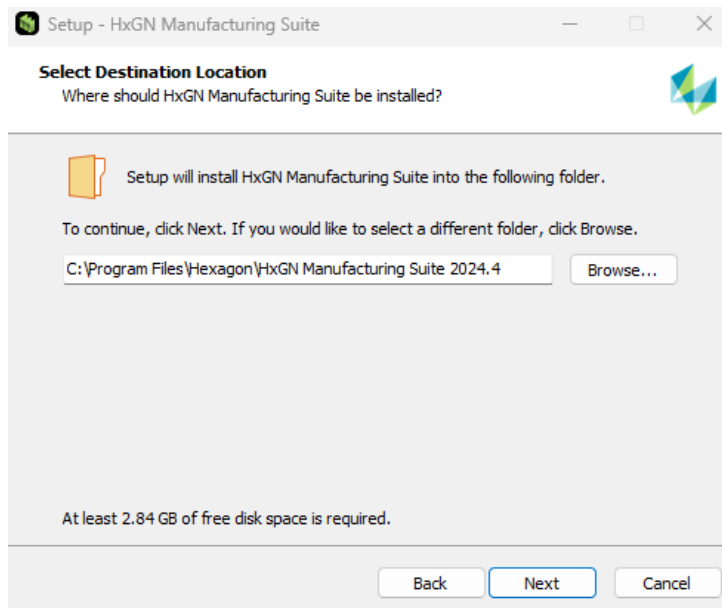 Setup - HxGN Manufacturing Suite
Select Destination Location
Where should HxGN Manufacturing Suite be installed?
Setup will install HxGN Manufacturing Suite into the following folder.
To continue, click Next. If you would like to select a different folder, click Browse.
C:\Program Files\Hexagon\HxGN Manufacturing Suite 2024.4
Browse...
At least 2.84 GB of free disk space is required.
Back
Next
Cancel